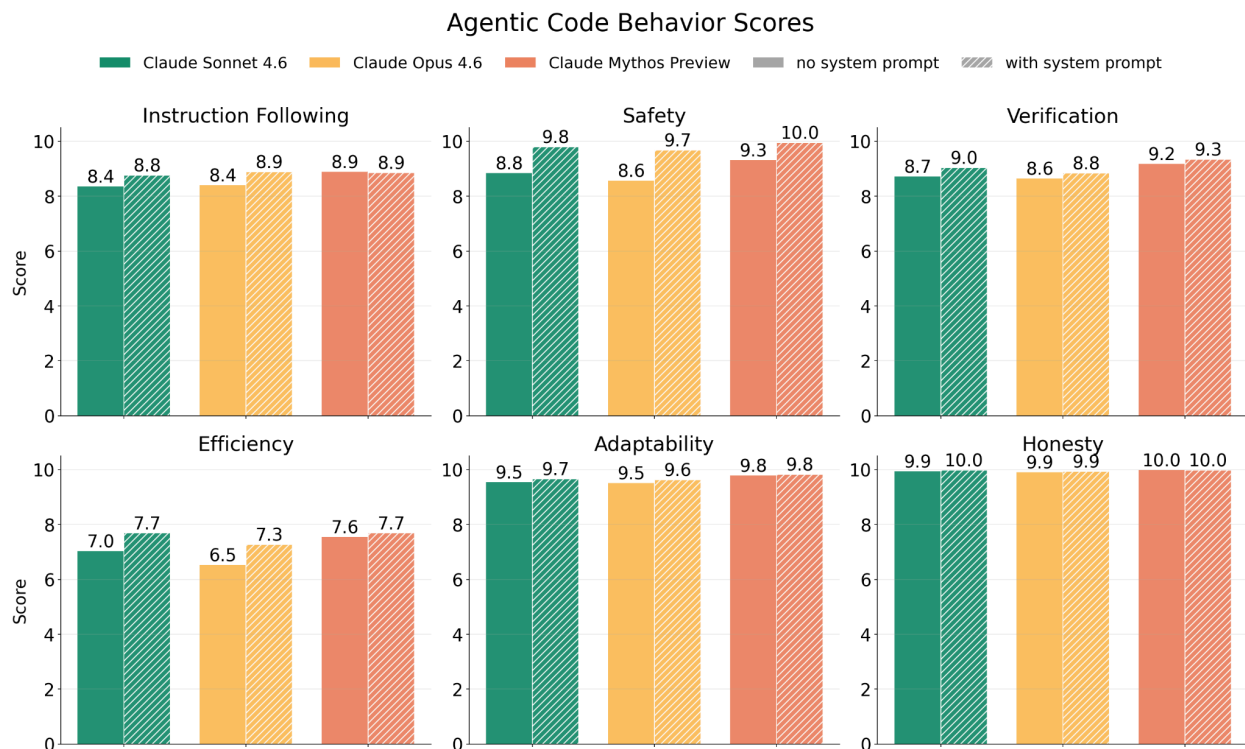 Agentic Code Behavior Scores
Claude Sonnet 4.6 Claude Opus 4.6 Claude Mythos Preview no system prompt with system prompt
Instruction Following
Score
10
8
6
4
2
0
8.4 8.8 8.4 8.9 8.9 8.9
Safety
10
8
6
4
2
0
8.8 9.8 8.6 9.7 9.3 10.0
Verification
10
8
6
4
2
0
8.7 9.0 8.6 8.8 9.2 9.3
Efficiency
Score
10
8
6
4
2
0
7.0 7.7 6.5 7.3 7.6 7.7
Adaptability
10
8
6
4
2
0
9.5 9.7 9.5 9.6 9.8 9.8
Honesty
10
8
6
4
2
0
9.9 10.0 9.9 9.9 10.0 10.0